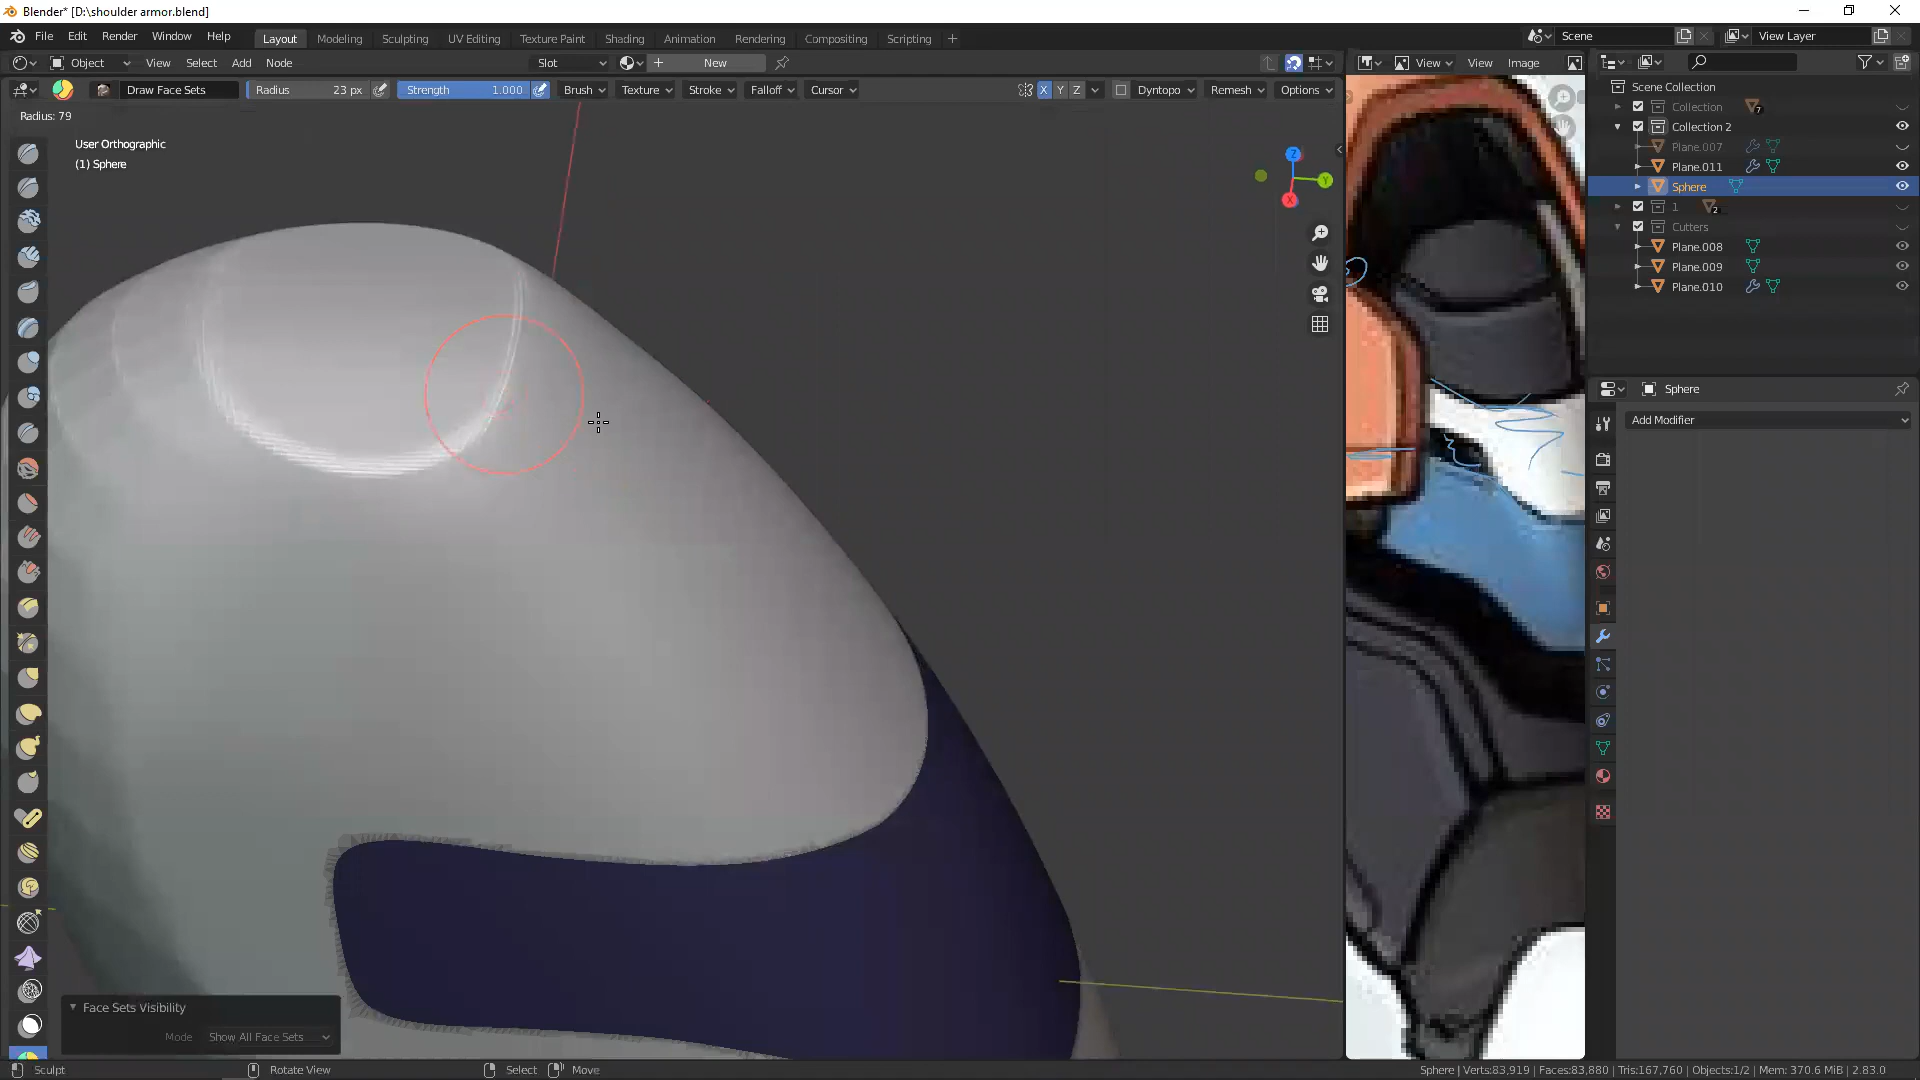 Blender* [D:\shoulder armor.blend]
File Edit Render Window Help
Layout Modeling Sculpting UV Editing Texture Paint Shading Animation Rendering Compositing Scripting
Scene
View Layer
Object View Select Add Node
Slot
New
View View Image
Draw Face Sets
Radius 23 px
Strength 1.000
Brush Texture Stroke Falloff Cursor
X Y Z
Dyntopo Remesh Options
Radius: 79
User Orthographic
(1) Sphere
Z
Y
X
Scene Collection
Collection 7
Collection 2
Plane.007
Plane.011
Sphere
1 2
Cutters
Plane.008
Plane.009
Plane.010
Sphere
Add Modifier
Face Sets Visibility
Mode Show All Face Sets
Sculpt Rotate View Select Move
Sphere | Verts:83,919 | Faces:83,880 | Tris:167,760 | Objects:1/2 | Mem: 370.6 MiB | 2.83.0